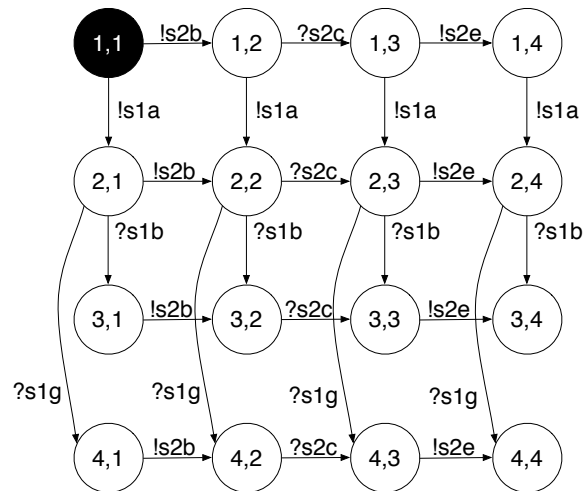 1,1 !s2b 1,2 ?s2c 1,3 !s2e 1,4
!s1a !s1a !s1a !s1a
2,1 !s2b 2,2 ?s2c 2,3 !s2e 2,4
?s1b ?s1b ?s1b ?s1b
3,1 !s2b 3,2 ?s2c 3,3 !s2e 3,4
?s1g ?s1g ?s1g ?s1g
4,1 !s2b 4,2 ?s2c 4,3 !s2e 4,4